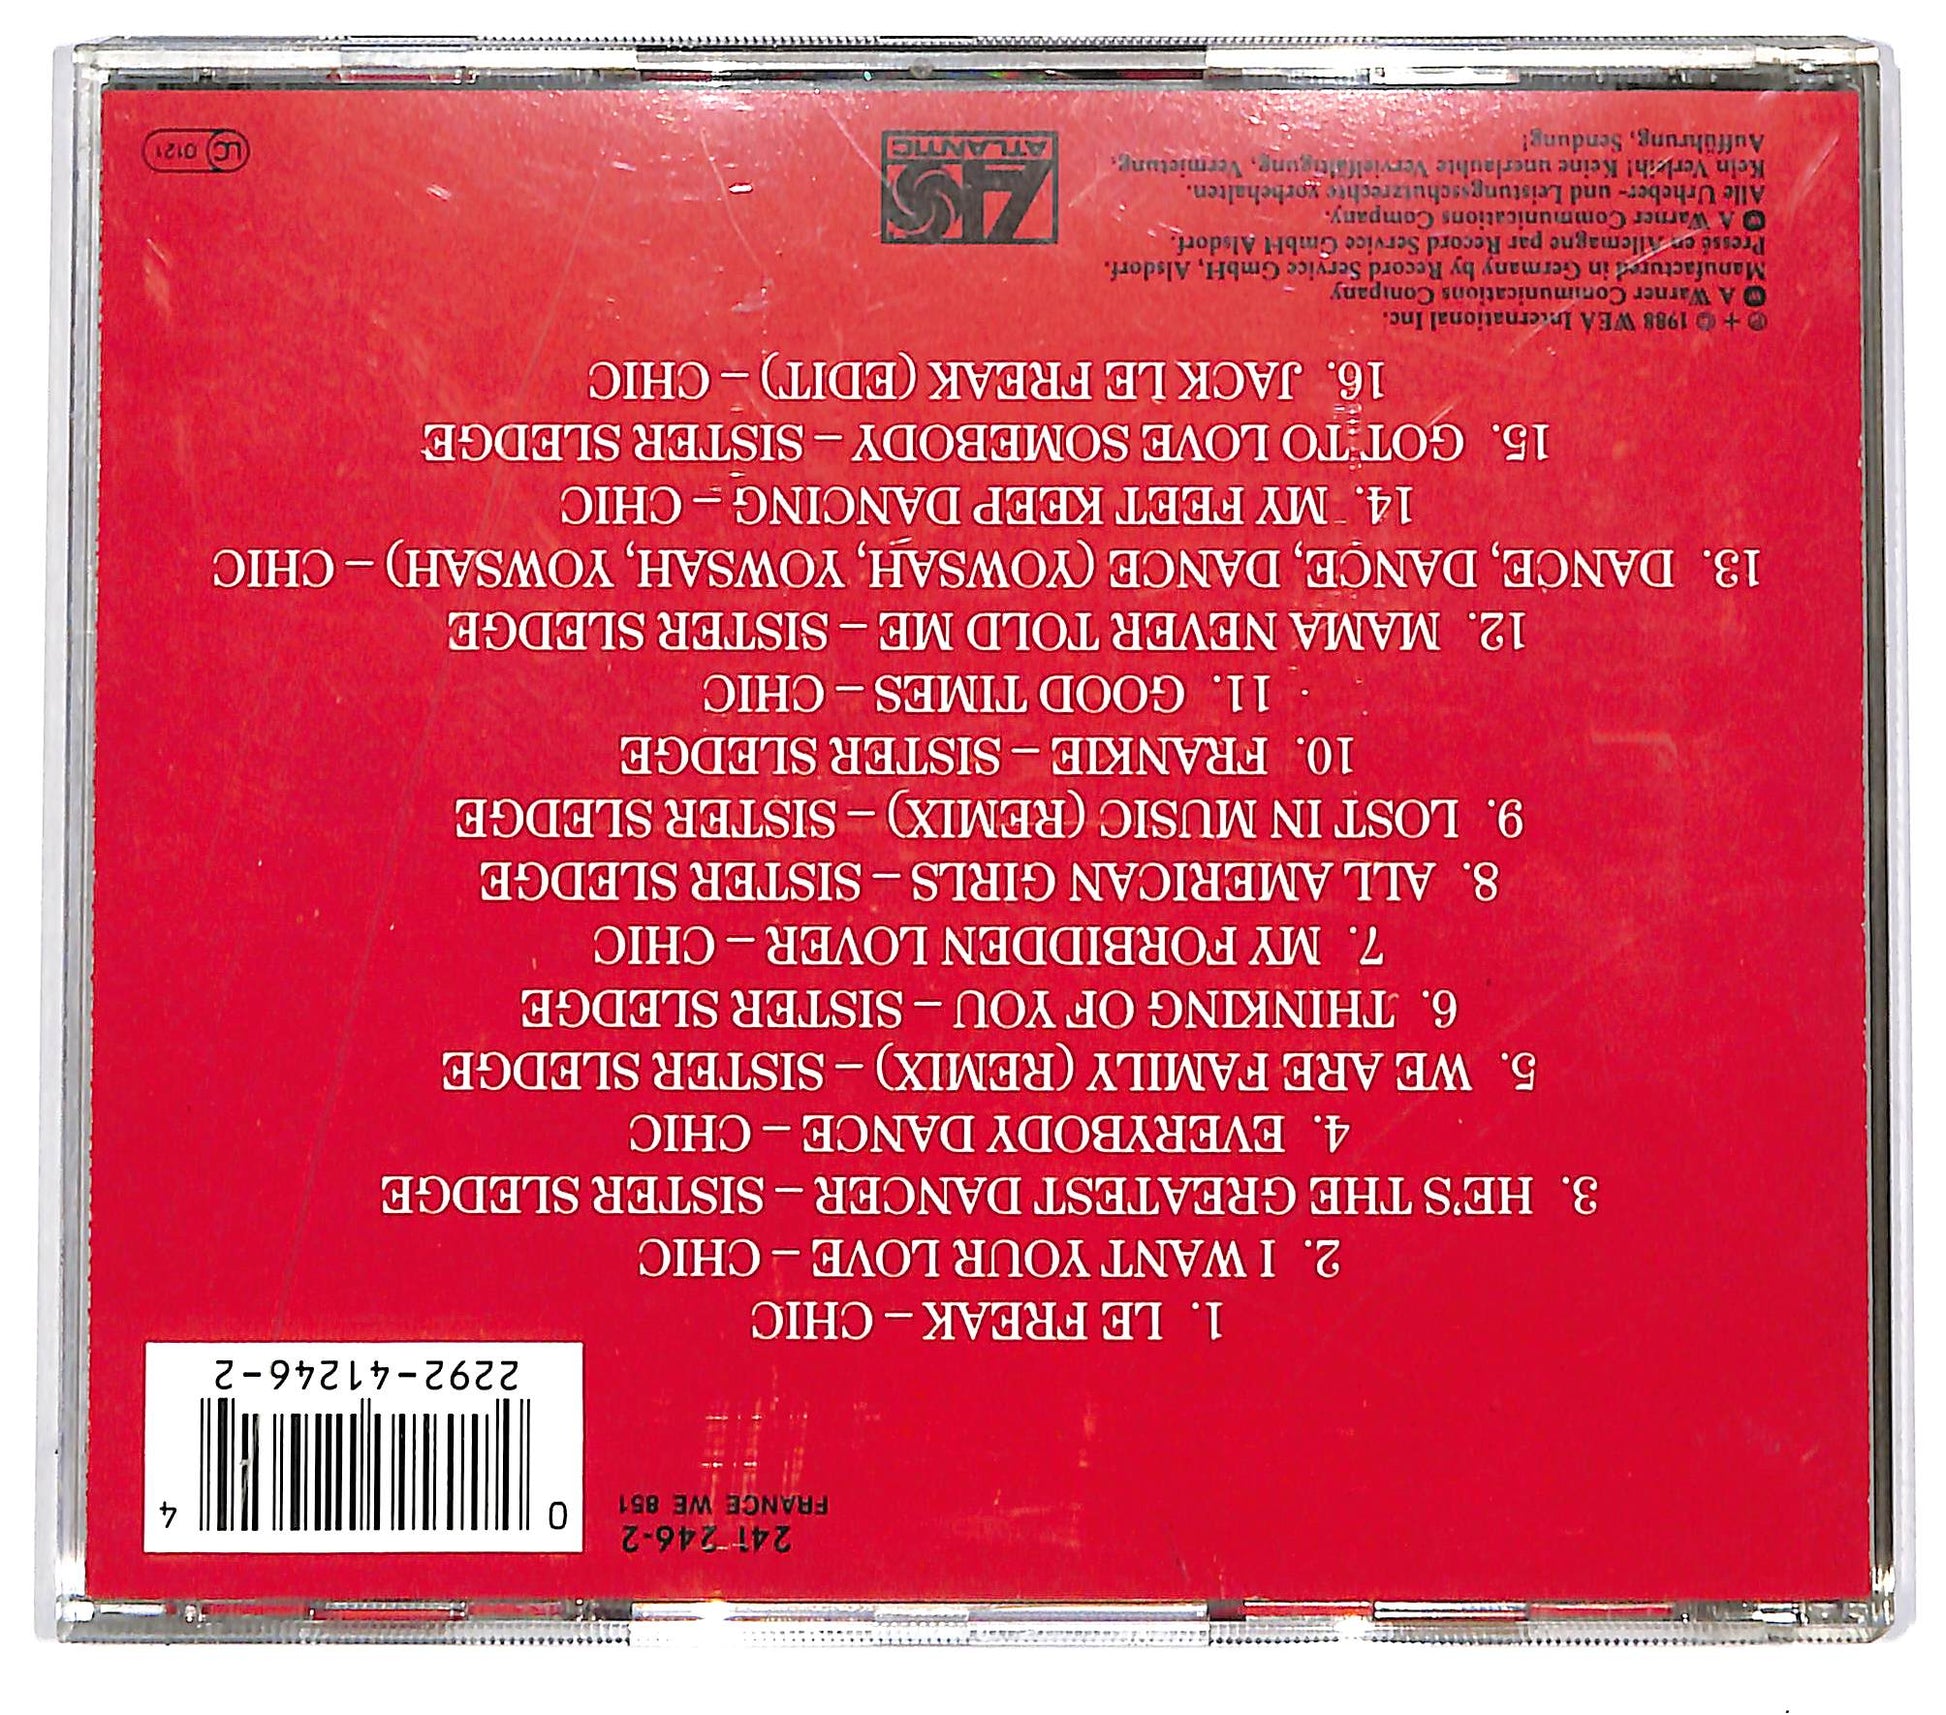 241 246-2
FRANCE WE 851
0
4
2292-41246-2
1. LE FREAK – CHIC
2. I WANT YOUR LOVE – CHIC
3. HE'S THE GREATEST DANCER – SISTER SLEDGE
4. EVERYBODY DANCE – CHIC
5. WE ARE FAMILY (REMIX) – SISTER SLEDGE
6. THINKING OF YOU – SISTER SLEDGE
7. MY FORBIDDEN LOVER – CHIC
8. ALL AMERICAN GIRLS – SISTER SLEDGE
9. LOST IN MUSIC (REMIX) – SISTER SLEDGE
10. FRANKIE – SISTER SLEDGE
11. GOOD TIMES – CHIC
12. MAMA NEVER TOLD ME – SISTER SLEDGE
13. DANCE, DANCE, DANCE (YOWSAH, YOWSAH, YOWSAH) – CHIC
14. MY FEET KEEP DANCING – CHIC
15. GOT TO LOVE SOMEBODY – SISTER SLEDGE
16. JACK LE FREAK (EDIT) – CHIC
℗ + © 1988 WEA International Inc.
A Warner Communications Company
Manufactured in Germany by Record Service GmbH, Alsdorf.
Pressé en Allemagne par Record Service GmbH Alsdorf.
A Warner Communications Company.
Alle Urheber- und Leistungsschutzrechte vorbehalten.
Kein Verleih! Keine unerlaubte Vervielfältigung, Vermietung,
Aufführung, Sendung!
ATLANTIC
LC 0121